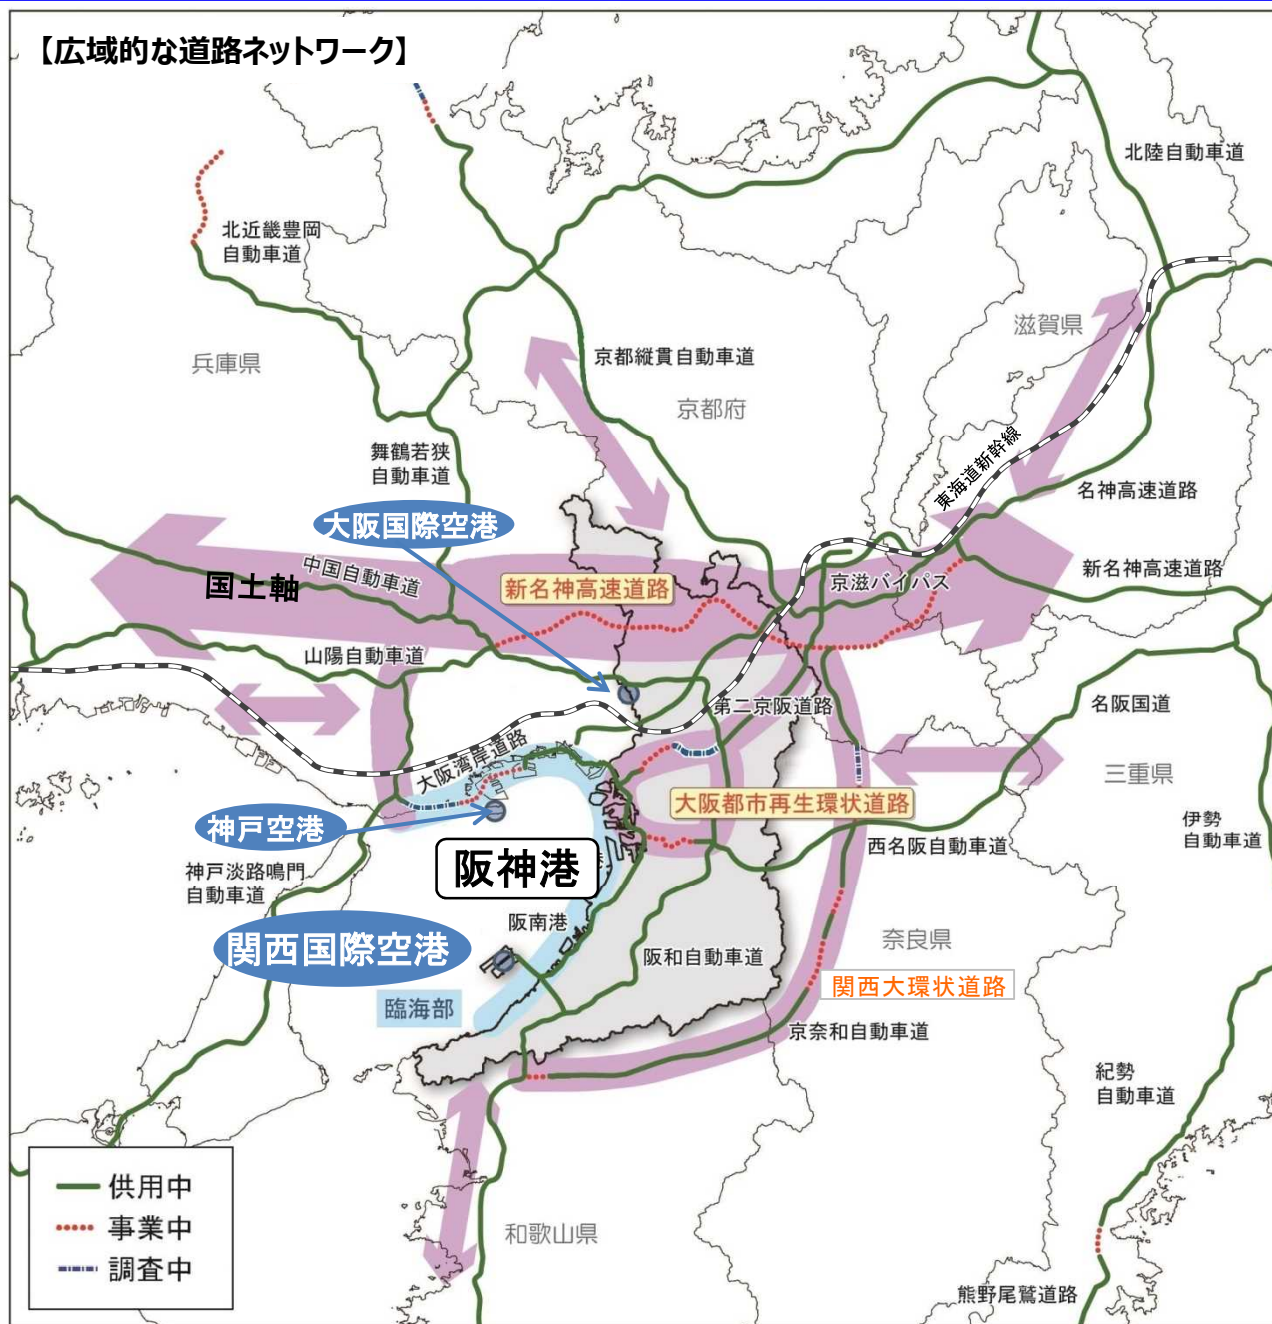 【広域的な道路ネットワーク】
北陸自動車道
北近畿豊岡
自動車道
滋賀県
京都縦貫自動車道
兵庫県
京都府
舞鶴若狭
自動車道
東海道新幹線
名神高速道路
大阪国際空港
中国自動車道
国土軸
新名神高速道路
京滋バイパス
新名神高速道路
山陽自動車道
第二京阪道路
名阪国道
大阪湾岸道路
三重県
大阪都市再生環状道路
神戸空港
伊勢
自動車道
西名阪自動車道
阪神港
神戸淡路鳴門
自動車道
阪南港
関西国際空港
阪和自動車道
奈良県
関西大環状道路
臨海部
京奈和自動車道
紀勢
自動車道
供用中
事業中
調査中
和歌山県
熊野尾鷲道路